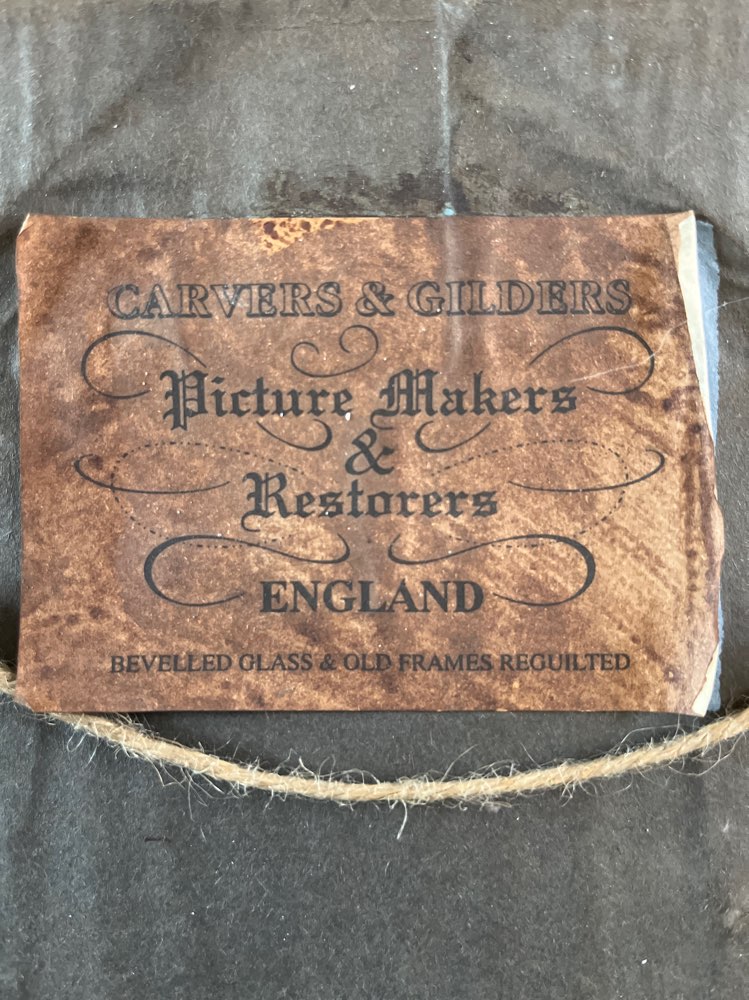 CARVERS & GILDERS
Picture Makers
&
Restorers
ENGLAND
BEVELLED GLASS & OLD FRAMES REGUILTED